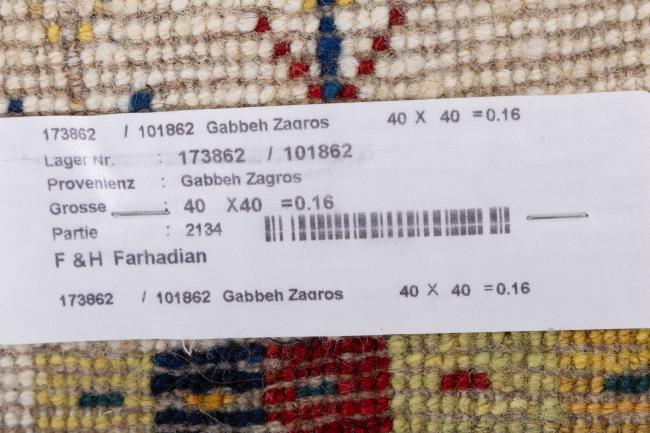 173862 / 101862 Gabbeh Zagros 40 X 40 =0.16
Lager Nr. : 173862 / 101862
Provenienz : Gabbeh Zagros
Grosse : 40 X40 =0.16
Partie : 2134
F &H Farhadian
173862 / 101862 Gabbeh Zagros 40 X 40 =0.16